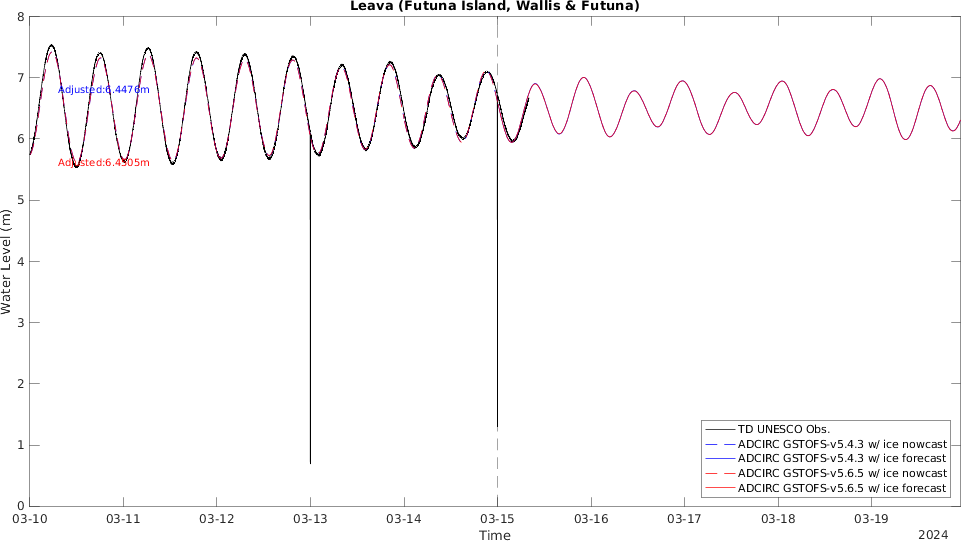 Leava (Futuna Island, Wallis & Futuna)
8
7
6
5
4
3
2
1
0
Water Level (m)
Adjusted:6.4476m
Adjusted:6.4505m
TD UNESCO Obs.
ADCIRC GSTOFS-v5.4.3 w/ ice nowcast
ADCIRC GSTOFS-v5.4.3 w/ ice forecast
ADCIRC GSTOFS-v5.6.5 w/ ice nowcast
ADCIRC GSTOFS-v5.6.5 w/ ice forecast
03-10 03-11 03-12 03-13 03-14 03-15 03-16 03-17 03-18 03-19
Time
2024